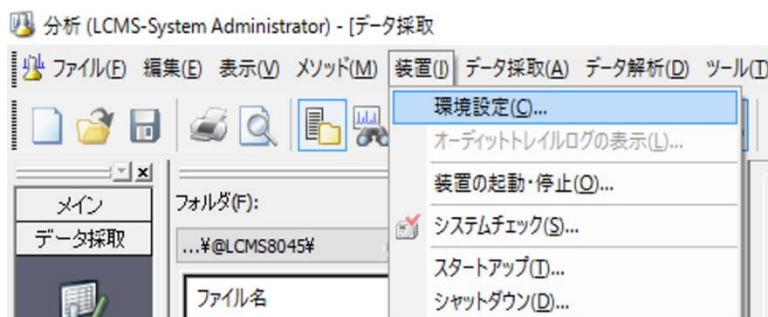 分析 (LCMS-System Administrator) - [データ採取
ファイル(F) 編集(E) 表示(V) メソッド(M) 装置(I) データ採取(A) データ解析(D) ツール(T)
環境設定(C)...
オーディットトレイルログの表示(L)...
装置の起動・停止(O)...
システムチェック(S)...
スタートアップ(T)...
シャットダウン(D)...
メイン
データ採取
フォルダ(F):
...¥@LCMS8045¥
ファイル名